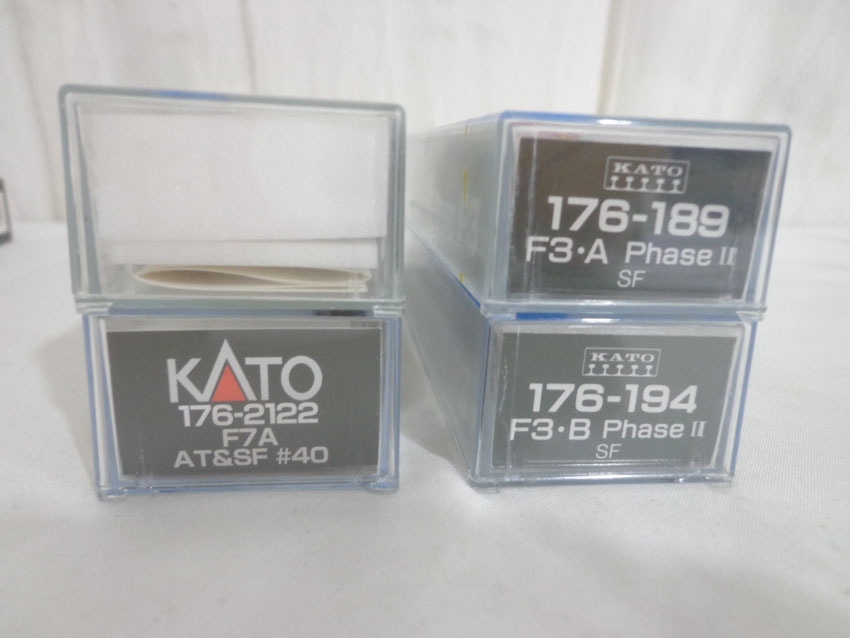 KATO
176-2122
F7A
AT&SF #40
KATO
176-189
F3・A Phase II
SF
KATO
176-194
F3・B Phase II
SF